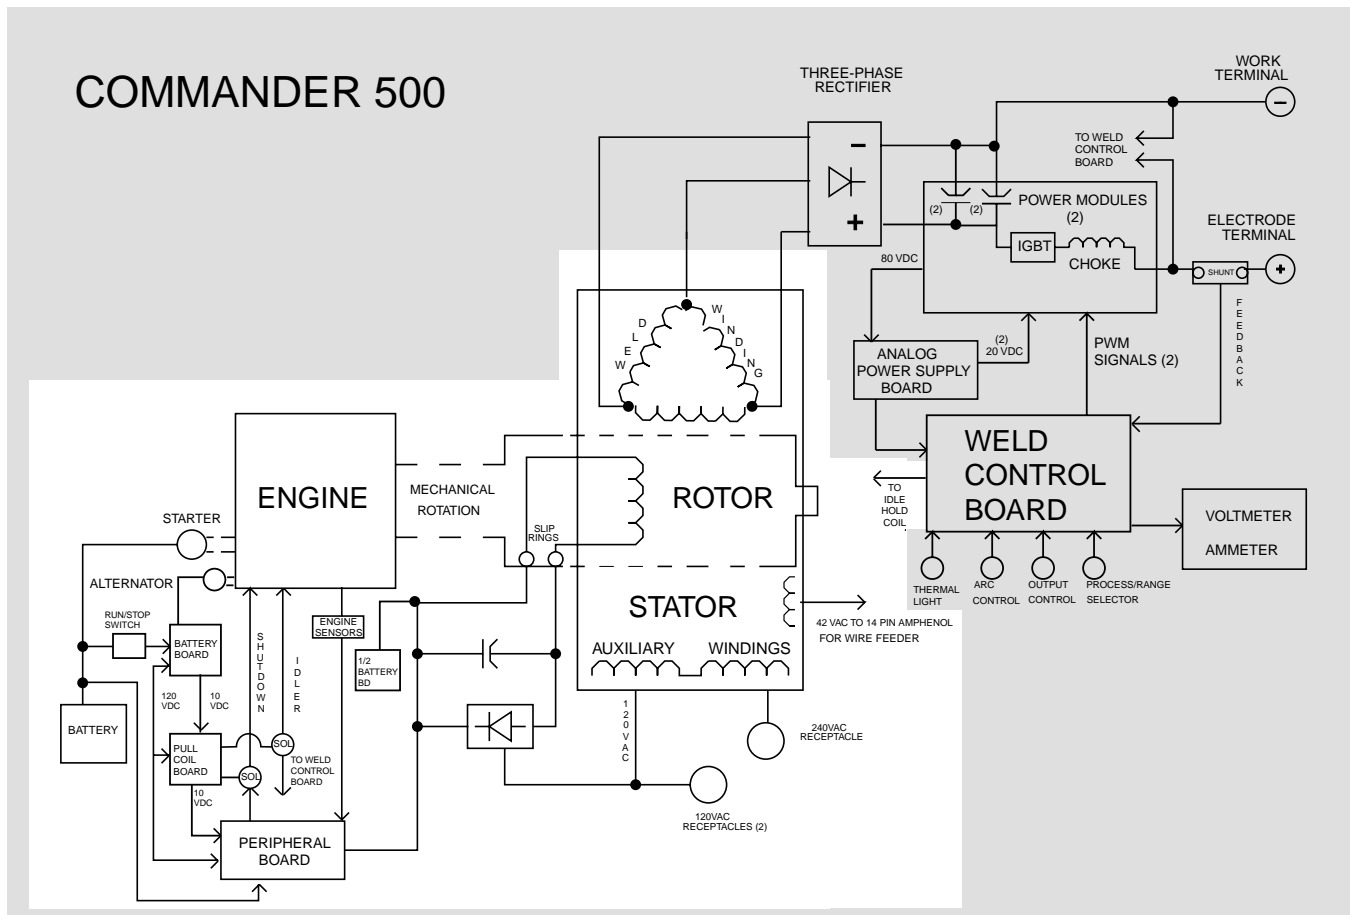 COMMANDER 500
THREE-PHASE
RECTIFIER
WORK
TERMINAL
−
TO WELD
CONTROL
BOARD
−
+
(2)
(2)
POWER MODULES
(2)
IGBT
CHOKE
ELECTRODE
TERMINAL
SHUNT
+
80 VDC
FEEDBACK
(2)
20 VDC
PWM
SIGNALS (2)
ANALOG
POWER SUPPLY
BOARD
WELD
WINDING
WELD
CONTROL
BOARD
TO
IDLE
HOLD
COIL
VOLTMETER
AMMETER
THERMAL
LIGHT
ARC
CONTROL
OUTPUT
CONTROL
PROCESS/RANGE
SELECTOR
ENGINE
MECHANICAL
ROTATION
ROTOR
SLIP
RINGS
STATOR
42 VAC TO 14 PIN AMPHENOL
FOR WIRE FEEDER
AUXILIARY
WINDINGS
STARTER
ALTERNATOR
RUN/STOP
SWITCH
BATTERY
BOARD
SHUTDOWN
IDLER
ENGINE
SENSORS
1/2
BATTERY
BD
120
VDC
10
VDC
BATTERY
PULL
COIL
BOARD
SOL
SOL
TO WELD
CONTROL
BOARD
10
VDC
PERIPHERAL
BOARD
120VAC
240VAC
RECEPTACLE
120VAC
RECEPTACLES (2)